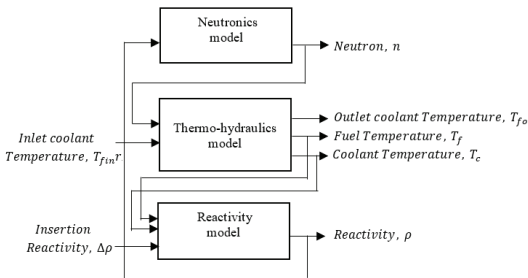 Neutronics
model
Neutron, n
Outlet coolant Temperature, T_fo
Thermo-hydraulics
model
Fuel Temperature, T_f
Coolant Temperature, T_c
Inlet coolant
Temperature, T_fin r
Reactivity
model
Insertion
Reactivity, Δρ
Reactivity, ρ